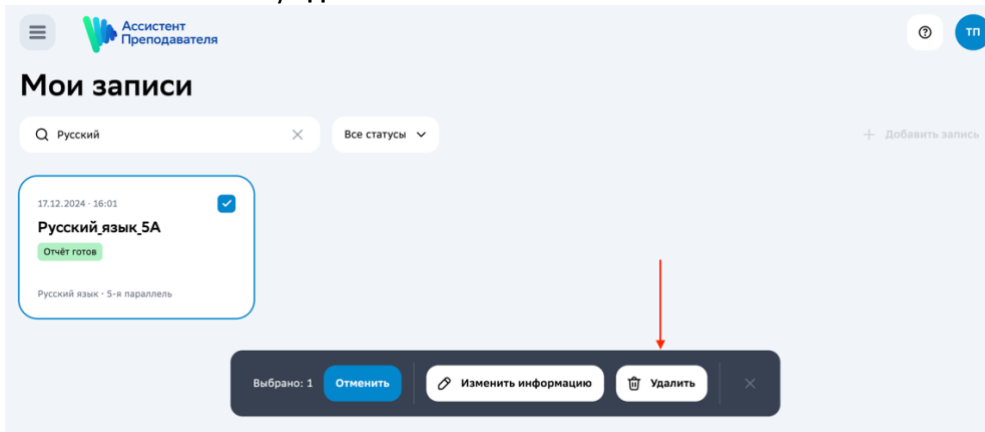 Ассистент
Преподавателя
ТП
Мои записи
Русский
Все статусы
+ Добавить запись
17.12.2024 · 16:01
Русский_язык_5А
Отчёт готов
Русский язык · 5-я параллель
Выбрано: 1
Отменить
Изменить информацию
Удалить